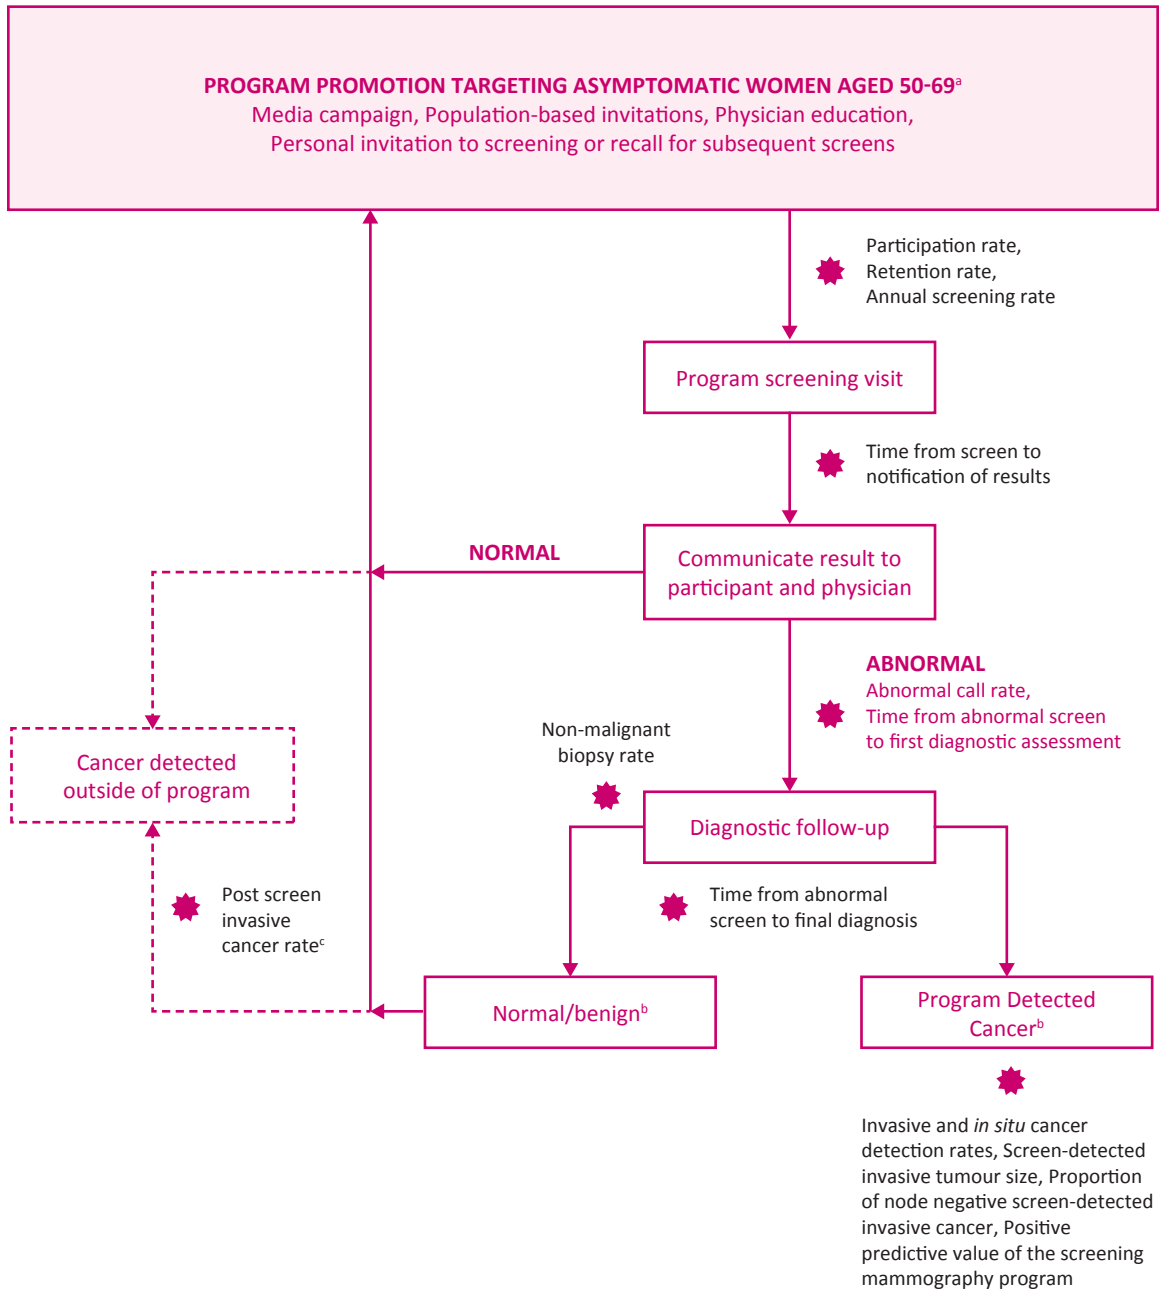 PROGRAM PROMOTION TARGETING ASYMPTOMATIC WOMEN AGED 50-69ᵃ
Media campaign, Population-based invitations, Physician education,
Personal invitation to screening or recall for subsequent screens
Participation rate,
Retention rate,
Annual screening rate
Program screening visit
Time from screen to
notification of results
NORMAL
Communicate result to
participant and physician
ABNORMAL
Abnormal call rate,
Time from abnormal screen
to first diagnostic assessment
Non-malignant
biopsy rate
Cancer detected
outside of program
Diagnostic follow-up
Post screen
invasive
cancer rateᶜ
Time from abnormal
screen to final diagnosis
Normal/benignᵇ
Program Detected
Cancerᵇ
Invasive and in situ cancer
detection rates, Screen-detected
invasive tumour size, Proportion
of node negative screen-detected
invasive cancer, Positive
predictive value of the screening
mammography program